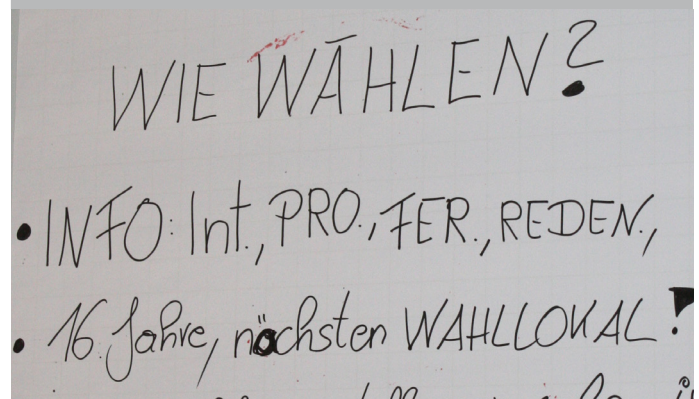 WIE WÄHLEN?
• INFO: Int., PRO., FER., REDEN.,
• 16 Jahre, nächsten WAHLLOKAL!